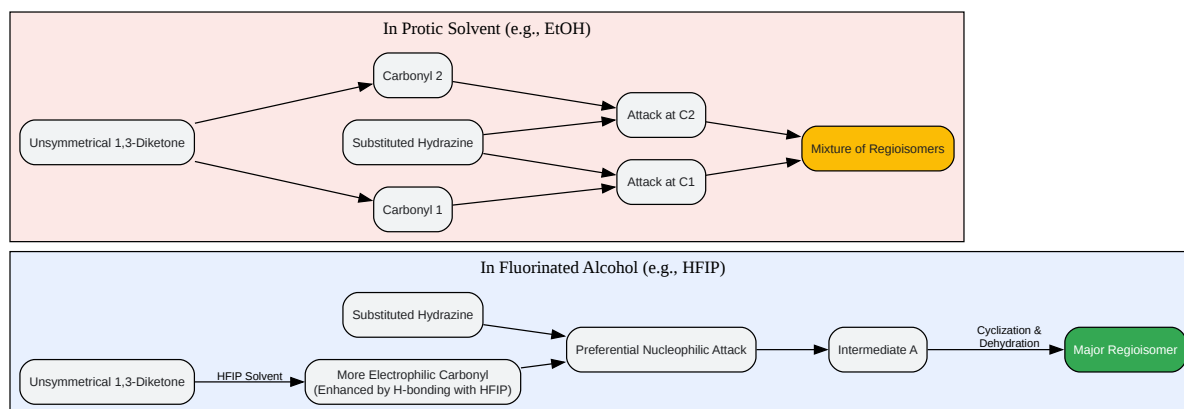 In Protic Solvent (e.g., EtOH)
Carbonyl 2
Unsymmetrical 1,3-Diketone
Substituted Hydrazine
Attack at C2
Mixture of Regioisomers
Attack at C1
Carbonyl 1
In Fluorinated Alcohol (e.g., HFIP)
Substituted Hydrazine
Unsymmetrical 1,3-Diketone
HFIP Solvent
More Electrophilic Carbonyl
(Enhanced by H-bonding with HFIP)
Preferential Nucleophilic Attack
Intermediate A
Cyclization &
Dehydration
Major Regioisomer